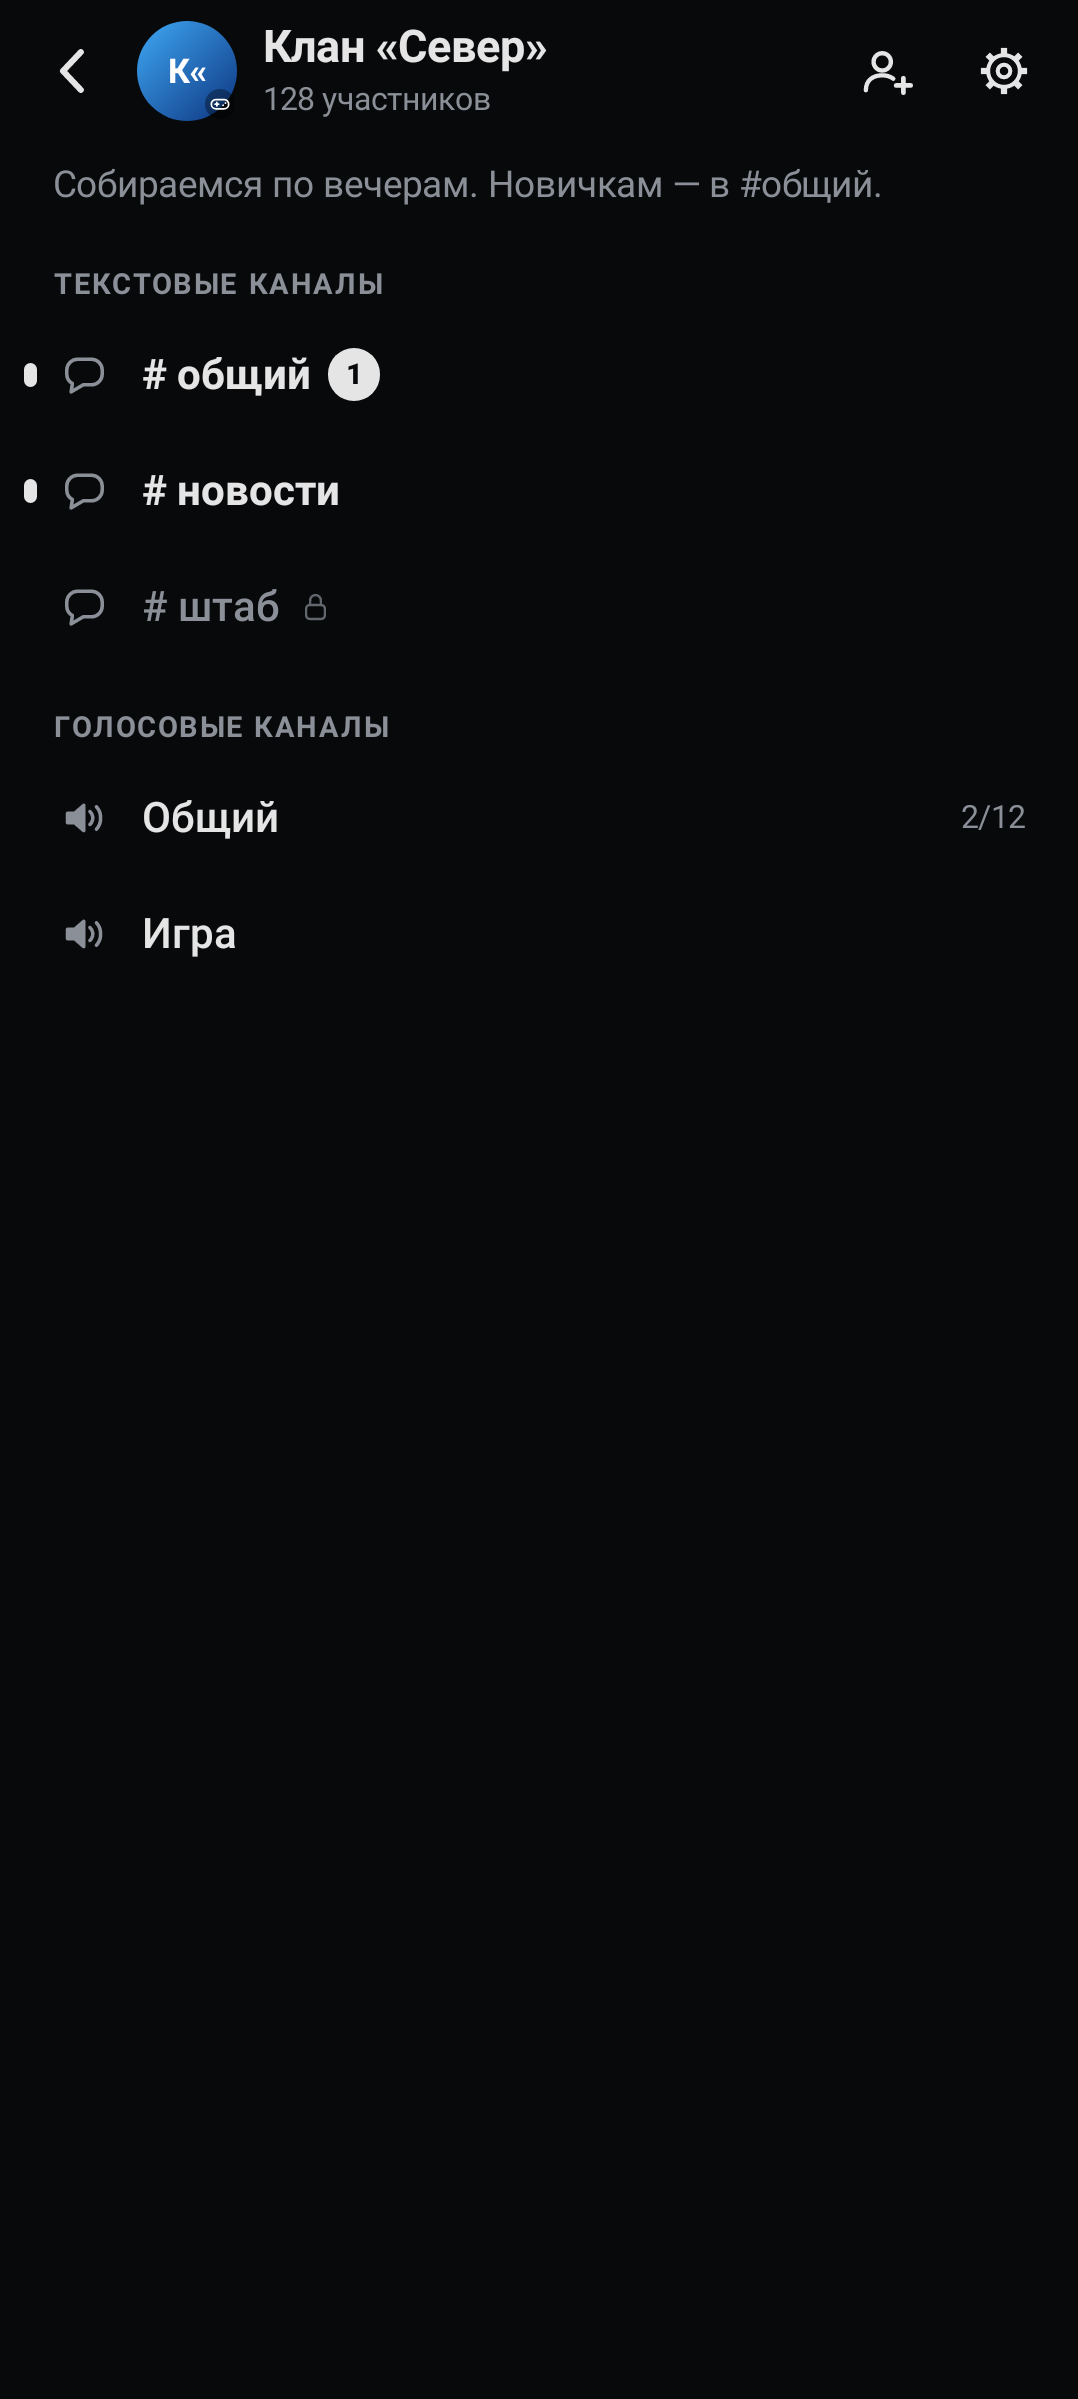 К«
Клан «Север»
128 участников
Собираемся по вечерам. Новичкам — в #общий.
ТЕКСТОВЫЕ КАНАЛЫ
# общий 1
# новости
# штаб
ГОЛОСОВЫЕ КАНАЛЫ
Общий 2/12
Игра